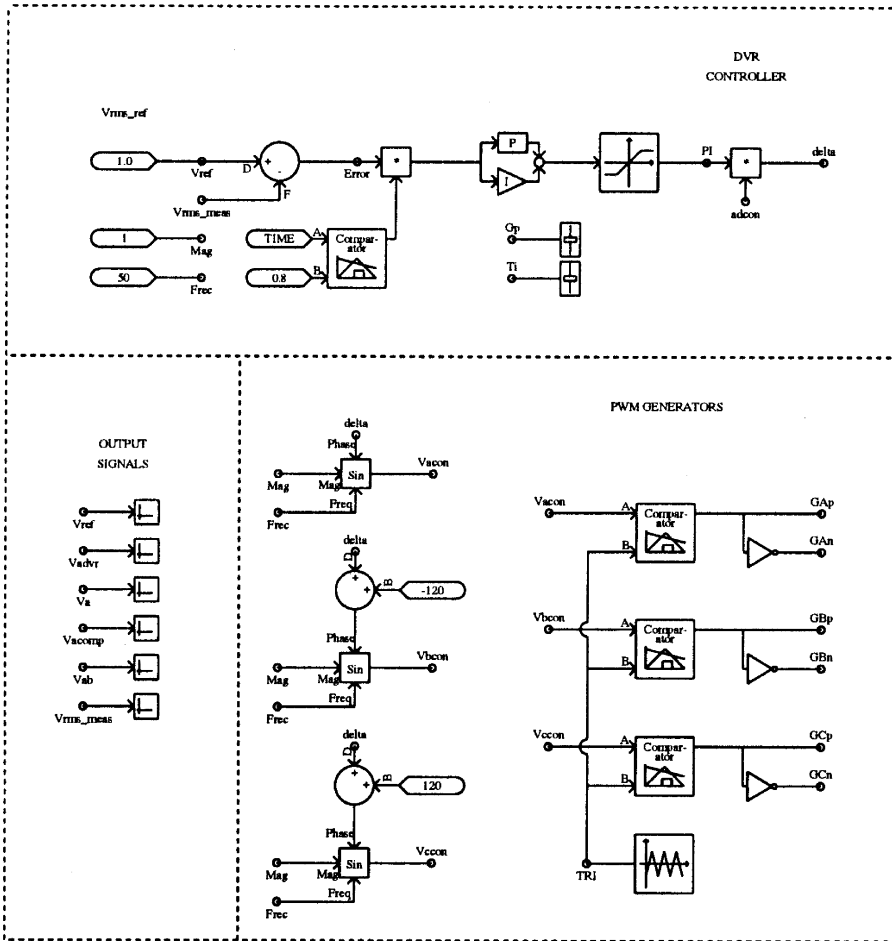 DVR
CONTROLLER
Vrms_ref
1.0
Vref
D
+
-
F
Error
*
P
I
PI
*
delta
adcon
Vrms_meas
1
Mag
50
Frec
TIME
A
0.8
B
Compar-
ator
Gp
Ti
OUTPUT
SIGNALS
Vref
Vadvr
Va
Vacomp
Vab
Vrms_meas
delta
Phase
Mag
Mag
Sin
Vacon
Freq
Frec
delta
D
+
+
B
-120
Phase
Mag
Mag
Sin
Vbcon
Freq
Frec
delta
D
+
+
B
120
Phase
Mag
Mag
Sin
Vccon
Freq
Frec
PWM GENERATORS
Vacon
A
B
Compar-
ator
GAp
GAn
Vbcon
A
B
Compar-
ator
GBp
GBn
Vccon
A
B
Compar-
ator
GCp
GCn
TRI